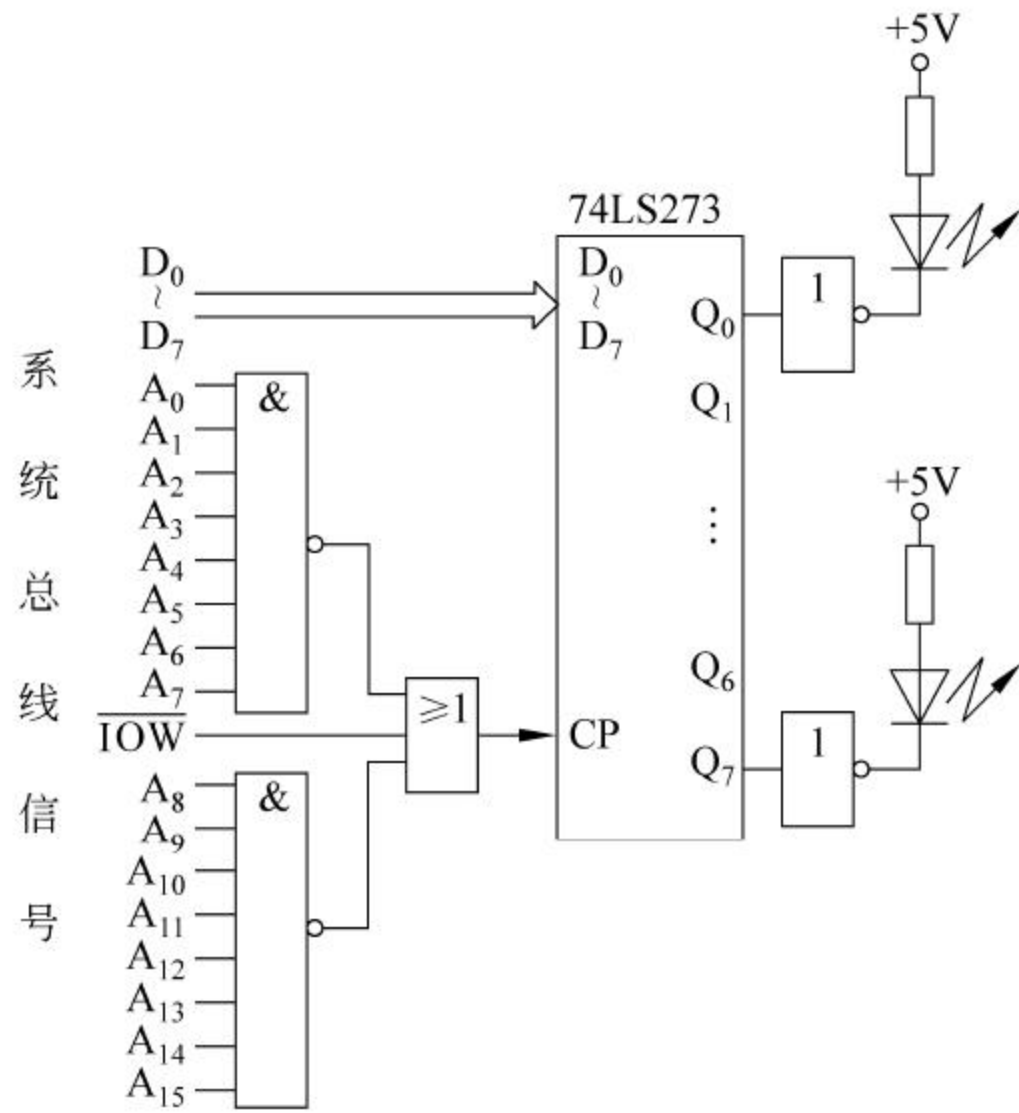 +5V
74LS273
D₀
~
D₇
D₀
~
D₇
Q₀
1
系统总线信号
A₀
&
A₁
Q₁
A₂
A₃
+5V
A₄
⋮
A₅
A₆
Q₆
A₇
≥1
I̅O̅W̅
CP
Q₇
1
A₈
&
A₉
A₁₀
A₁₁
A₁₂
A₁₃
A₁₄
A₁₅